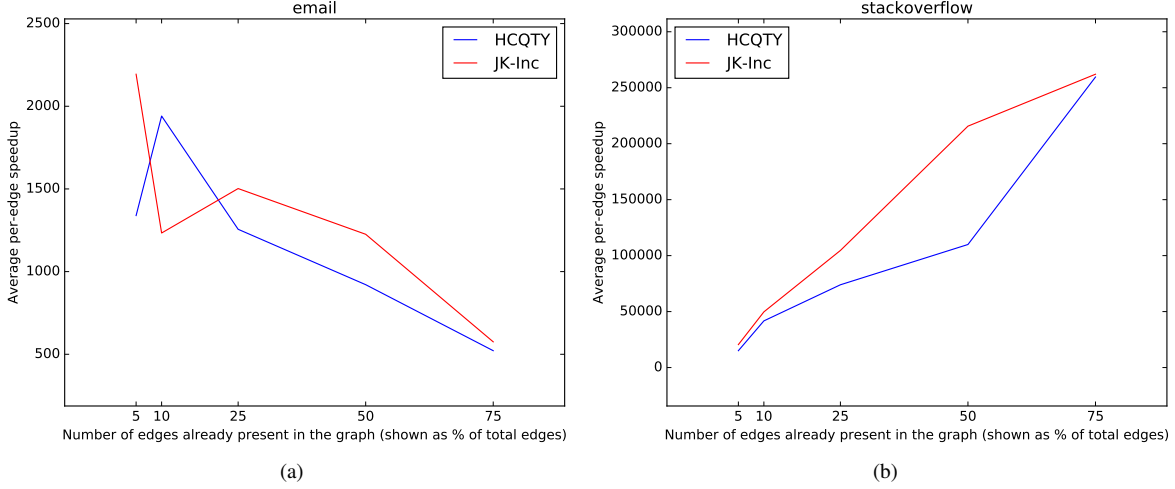 email
2500
2000
1500
1000
500
Average per-edge speedup
HCQTY
JK-Inc
5 10 25 50 75
Number of edges already present in the graph (shown as % of total edges)
(a)
stackoverflow
300000
250000
200000
150000
100000
50000
0
Average per-edge speedup
HCQTY
JK-Inc
5 10 25 50 75
Number of edges already present in the graph (shown as % of total edges)
(b)